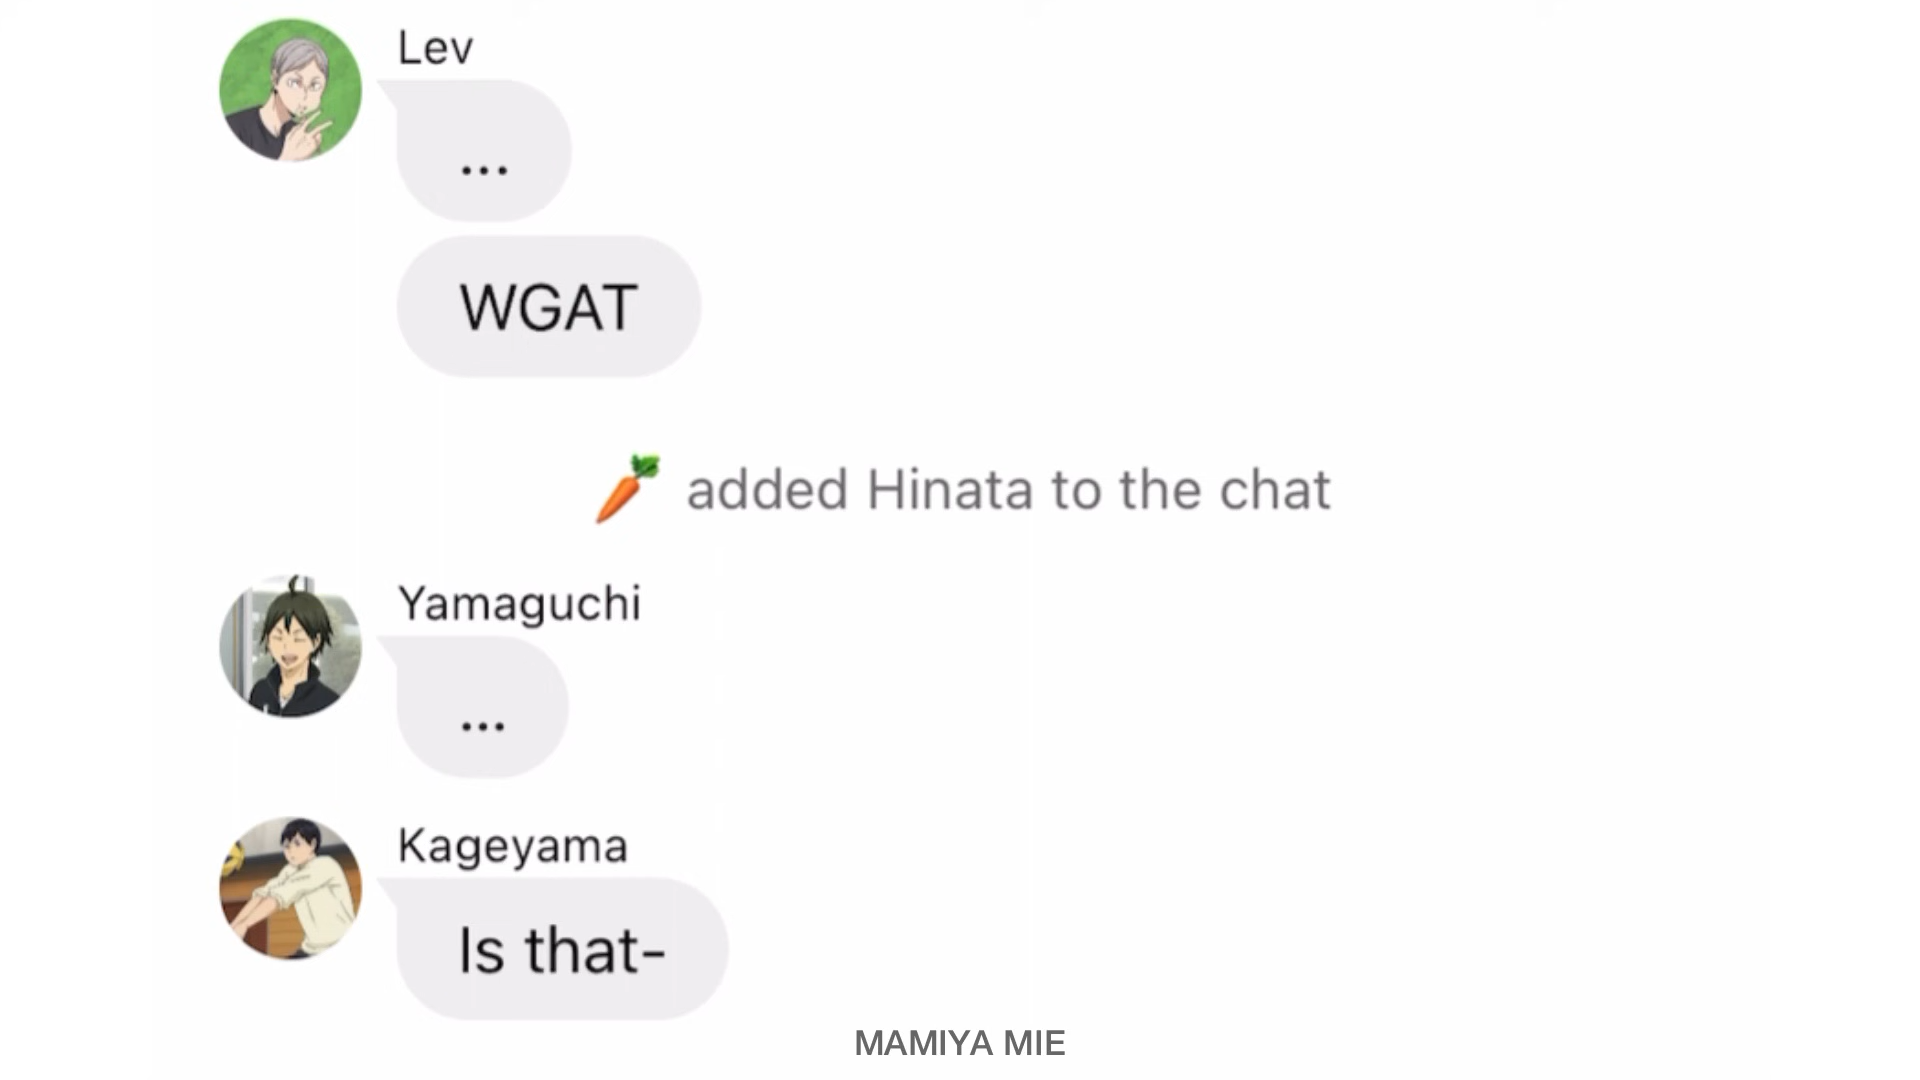 Lev
...
WGAT
🥕 added Hinata to the chat
Yamaguchi
...
Kageyama
Is that-
MAMIYA MIE